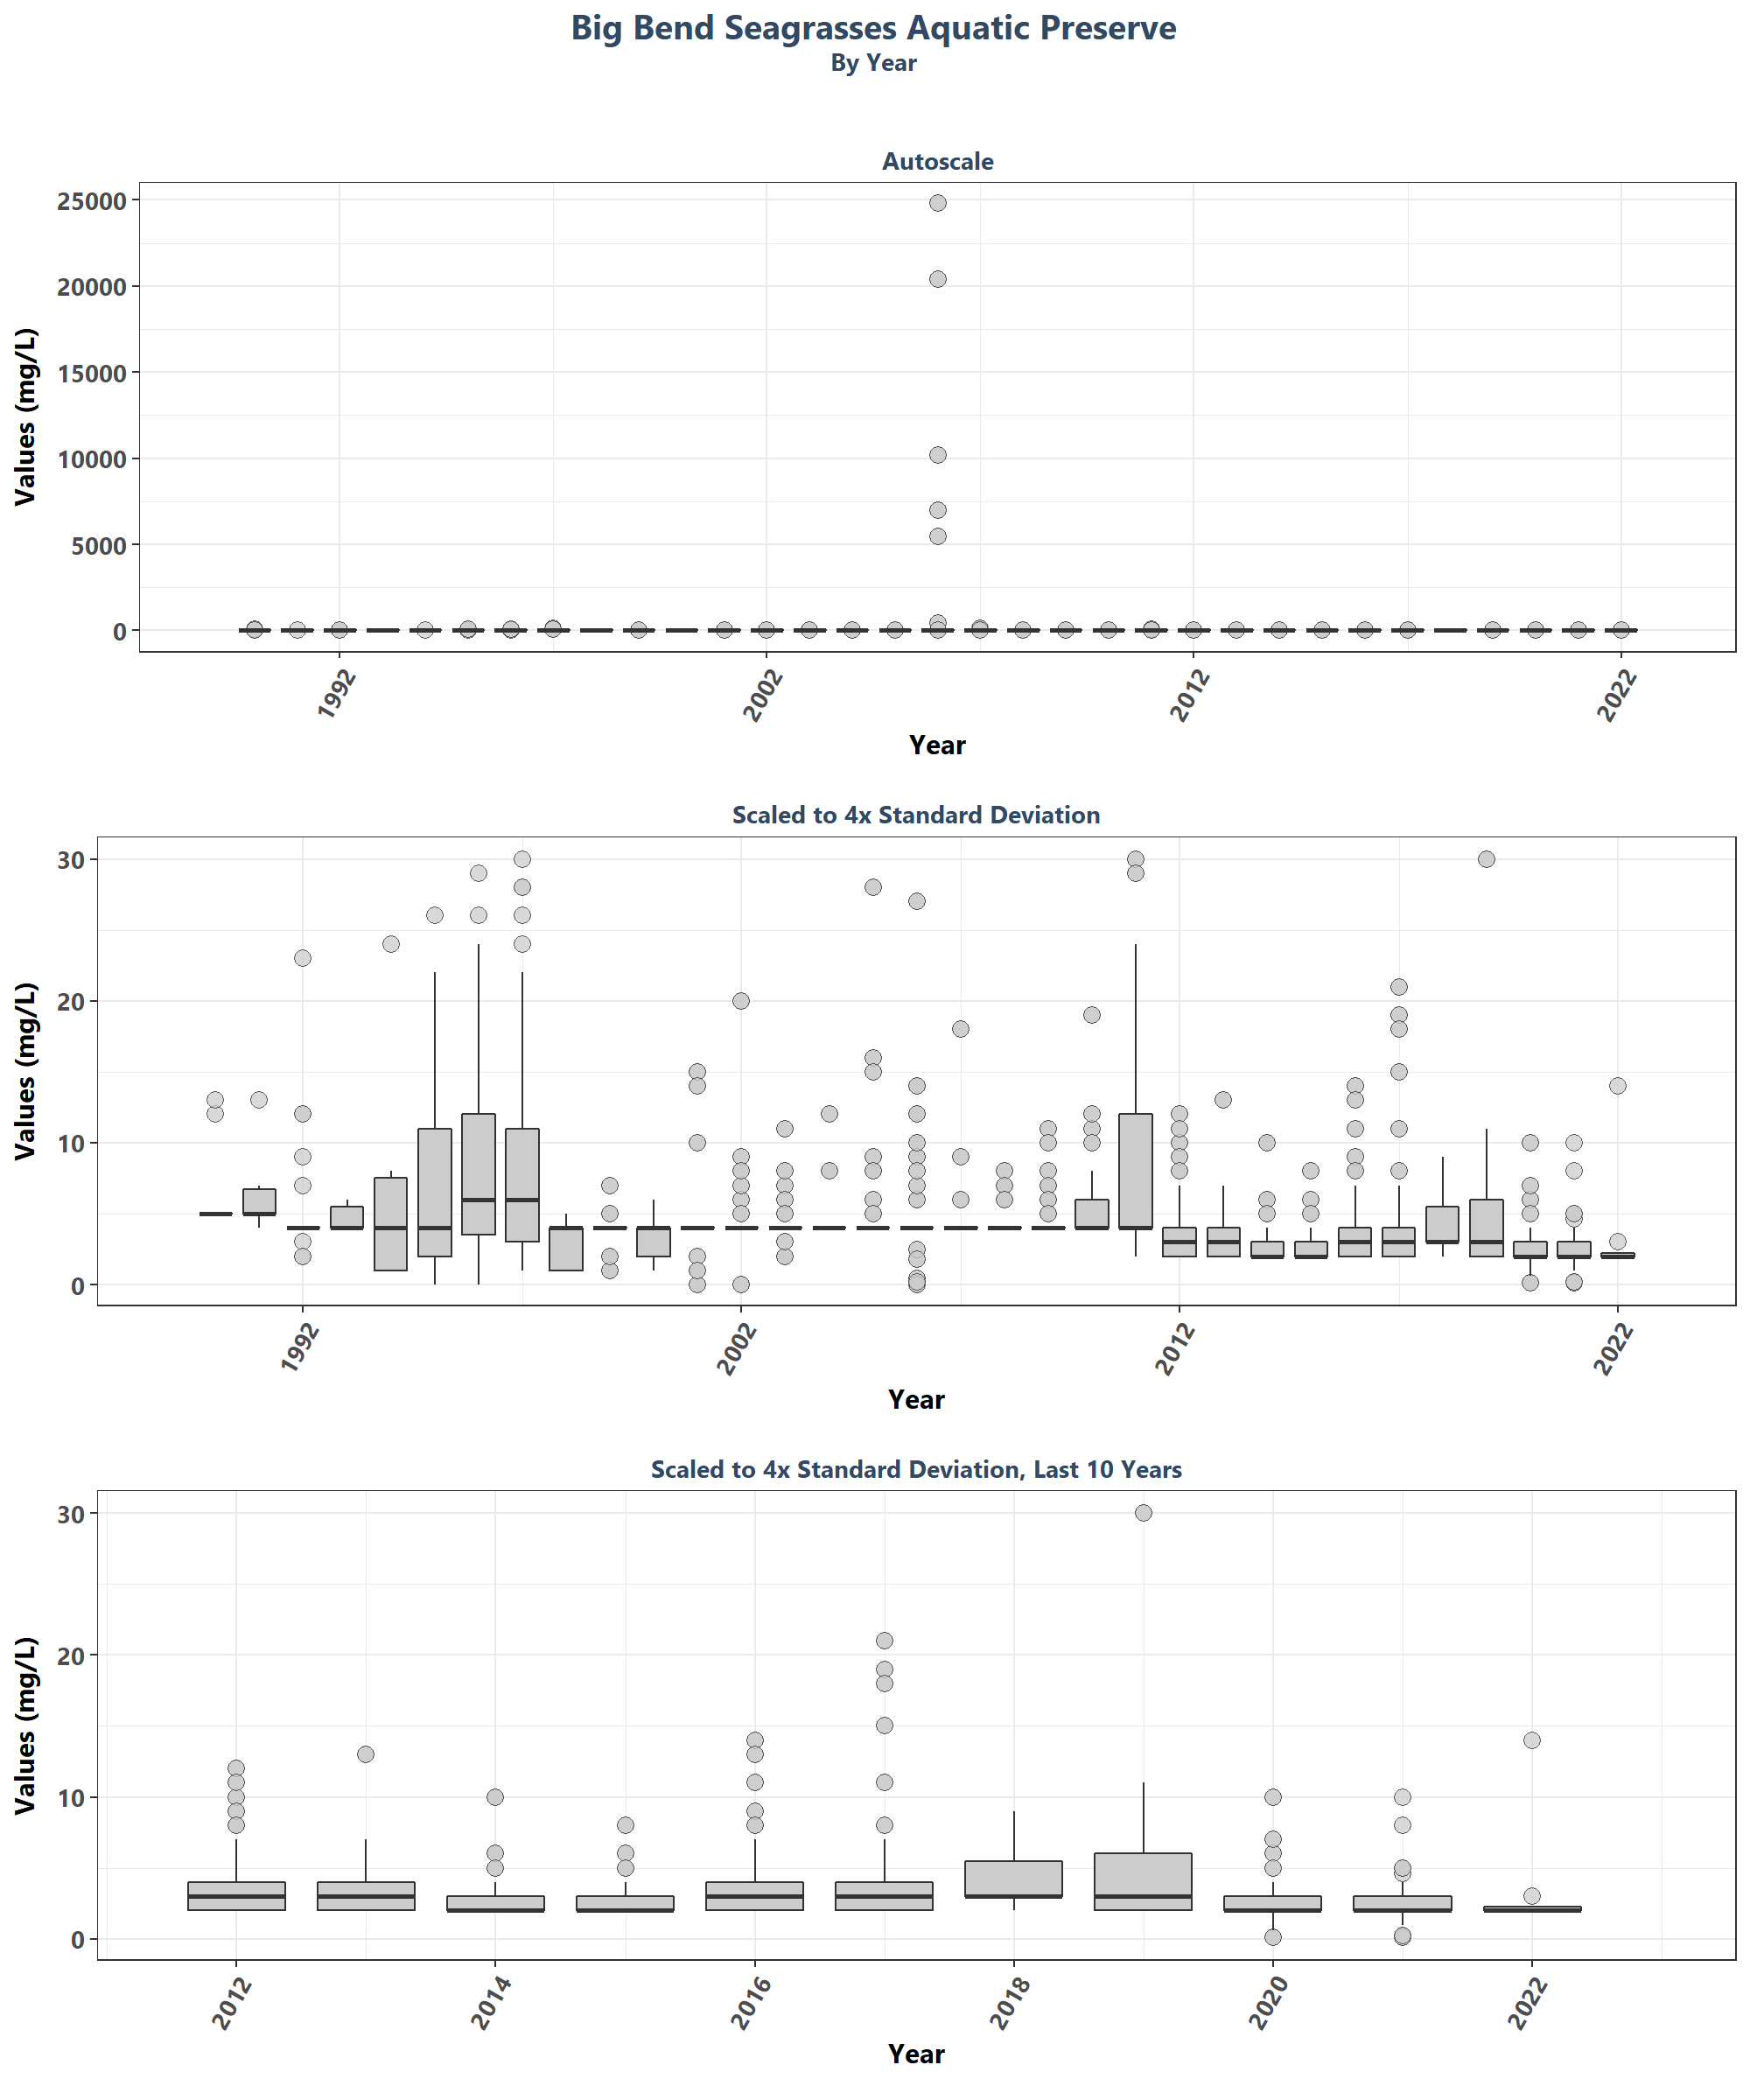 Big Bend Seagrasses Aquatic Preserve
By Year
Autoscale
Values (mg/L)
25000
20000
15000
10000
5000
0
1992
2002
2012
2022
Year
Scaled to 4x Standard Deviation
Values (mg/L)
30
20
10
0
1992
2002
2012
2022
Year
Scaled to 4x Standard Deviation, Last 10 Years
Values (mg/L)
30
20
10
0
2012
2014
2016
2018
2020
2022
Year